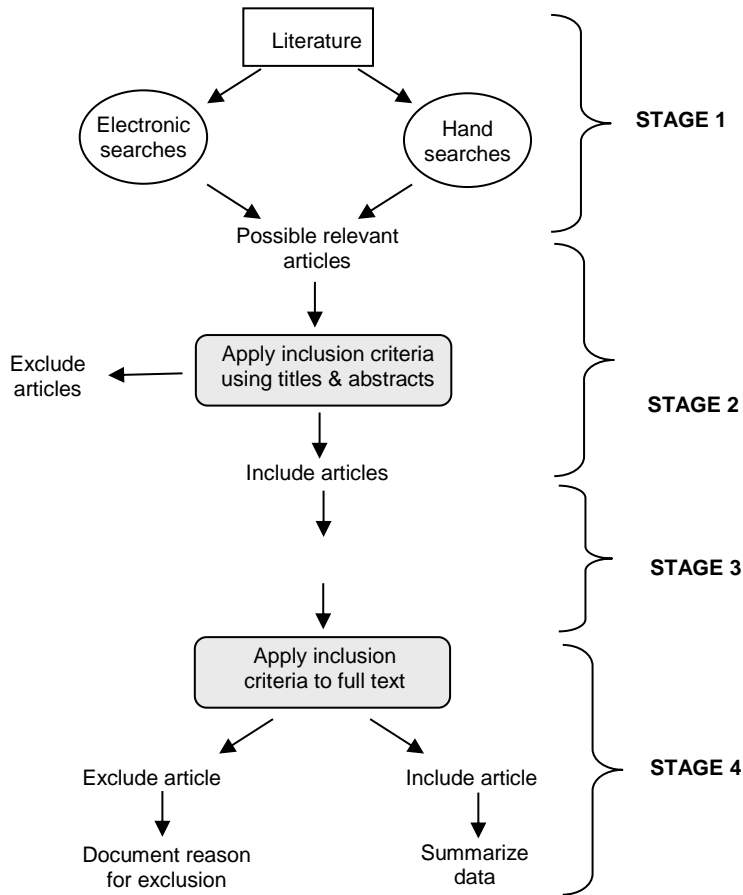 Literature
Electronic
searches
Hand
searches
STAGE 1
Possible relevant
articles
Apply inclusion criteria
using titles & abstracts
Exclude
articles
STAGE 2
Include articles
STAGE 3
Apply inclusion
criteria to full text
Exclude article
Include article
STAGE 4
Document reason
for exclusion
Summarize
data